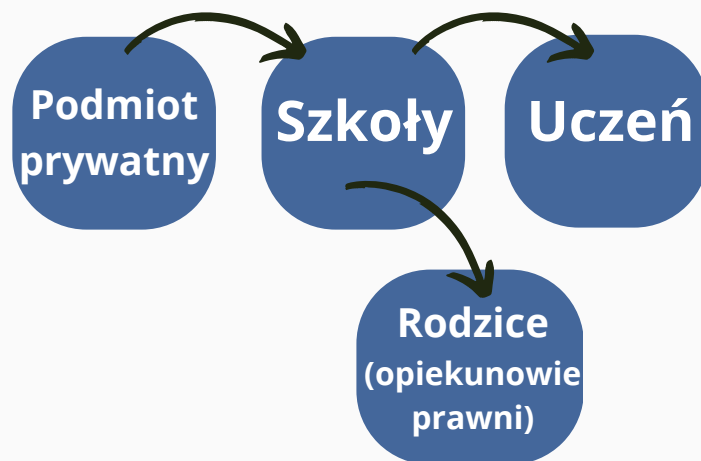 Podmiot
prywatny
Szkoły
Uczeń
Rodzice
(opiekunowie
prawni)